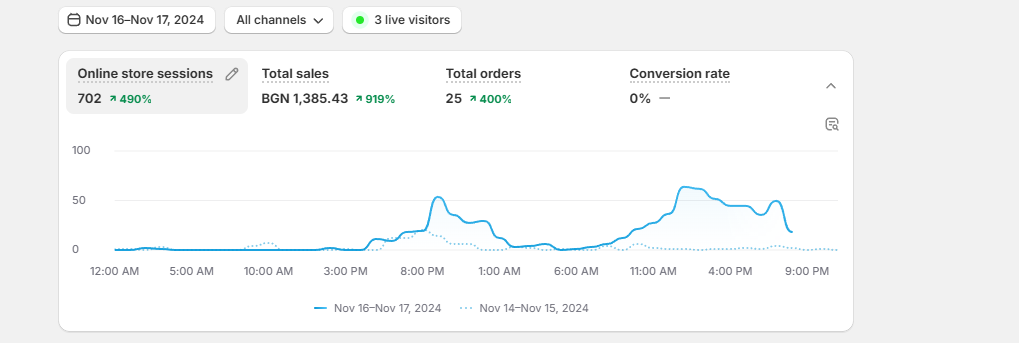 Nov 16–Nov 17, 2024 All channels 3 live visitors
Online store sessions Total sales Total orders Conversion rate
702 490% BGN 1,385.43 919% 25 400% 0% —
100
50
0
12:00 AM 5:00 AM 10:00 AM 3:00 PM 8:00 PM 1:00 AM 6:00 AM 11:00 AM 4:00 PM 9:00 PM
Nov 16–Nov 17, 2024 Nov 14–Nov 15, 2024